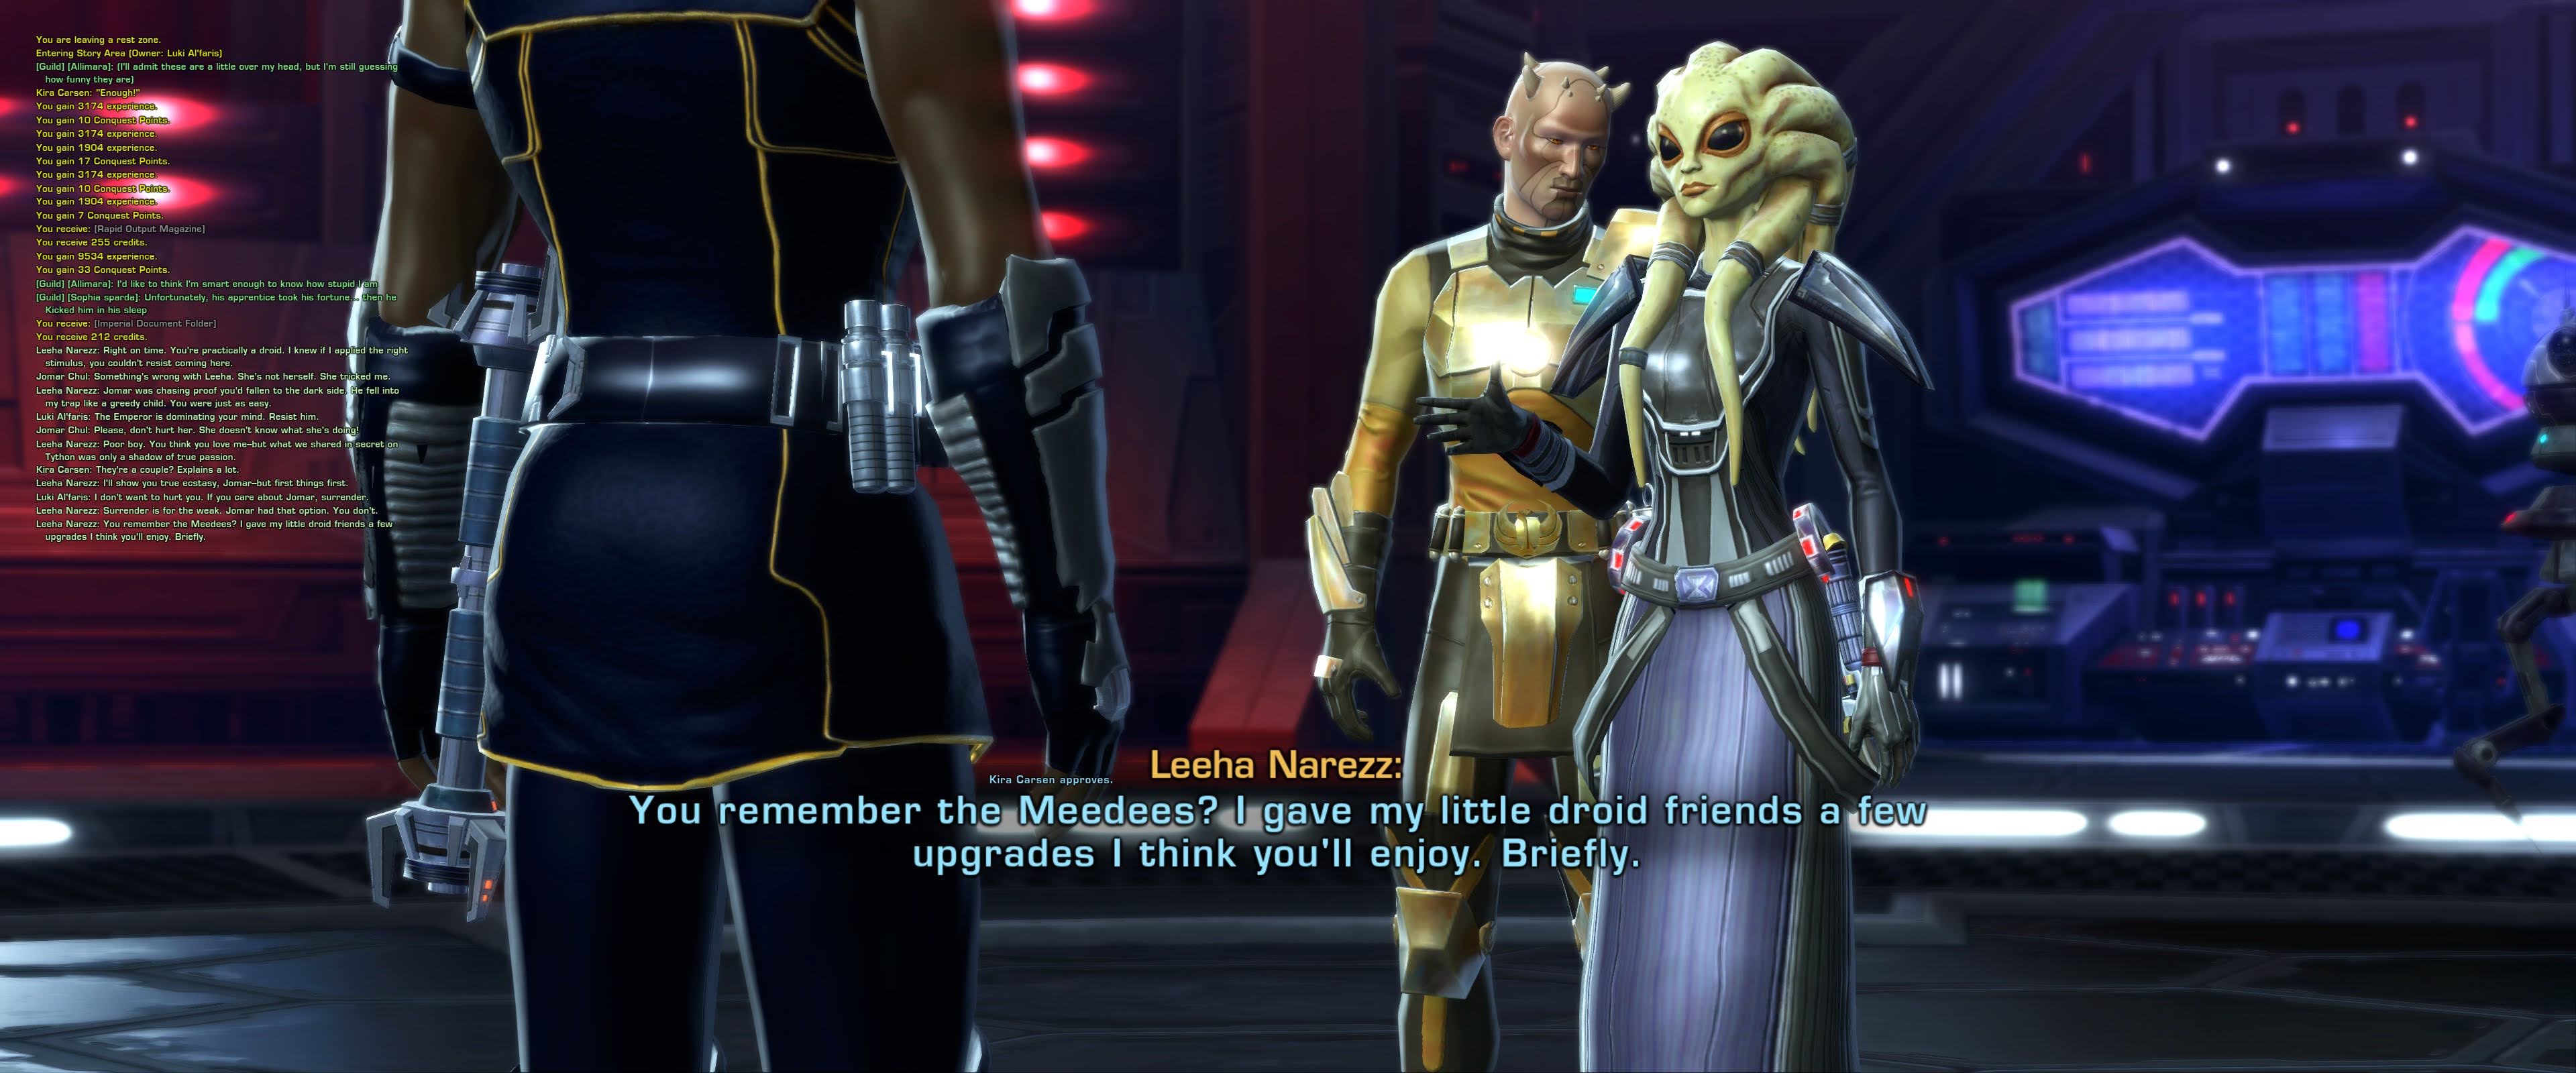 You are leaving a rest zone.
Entering Story Area (Owner: Luki Al'faris)
[Guild] [Allimara]: (I'll admit these are a little over my head, but I'm still guessing
how funny they are)
Kira Carsen: "Enough!"
You gain 3174 experience.
You gain 10 Conquest Points.
You gain 3174 experience.
You gain 1904 experience.
You gain 17 Conquest Points.
You gain 3174 experience.
You gain 10 Conquest Points.
You gain 1904 experience.
You gain 7 Conquest Points.
You receive: [Rapid Output Magazine]
You receive 255 credits.
You gain 9534 experience.
You gain 33 Conquest Points.
[Guild] [Allimara]: I'd like to think I'm smart enough to know how stupid I am
[Guild] [Sophia sparda]: Unfortunately, his apprentice took his fortune... then he
Kicked him in his sleep
You receive: [Imperial Document Folder]
You receive 212 credits.
Leeha Narezz: Right on time. You're practically a droid. I knew if I applied the right
stimulus, you couldn't resist coming here.
Jomar Chul: Something's wrong with Leeha. She's not herself. She tricked me.
Leeha Narezz: Jomar was chasing proof you'd fallen to the dark side. He fell into
my trap like a greedy child. You were just as easy.
Luki Al'faris: The Emperor is dominating your mind. Resist him.
Jomar Chul: Please, don't hurt her. She doesn't know what she's doing!
Leeha Narezz: Poor boy. You think you love me–but what we shared in secret on
Tython was only a shadow of true passion.
Kira Carsen: They're a couple? Explains a lot.
Leeha Narezz: I'll show you true ecstasy, Jomar–but first things first.
Luki Al'faris: I don't want to hurt you. If you care about Jomar, surrender.
Leeha Narezz: Surrender is for the weak. Jomar had that option. You don't.
Leeha Narezz: You remember the Meedees? I gave my little droid friends a few
upgrades I think you'll enjoy. Briefly.
Leeha Narezz:
Kira Carsen approves.
You remember the Meedees? I gave my little droid friends a few
upgrades I think you'll enjoy. Briefly.